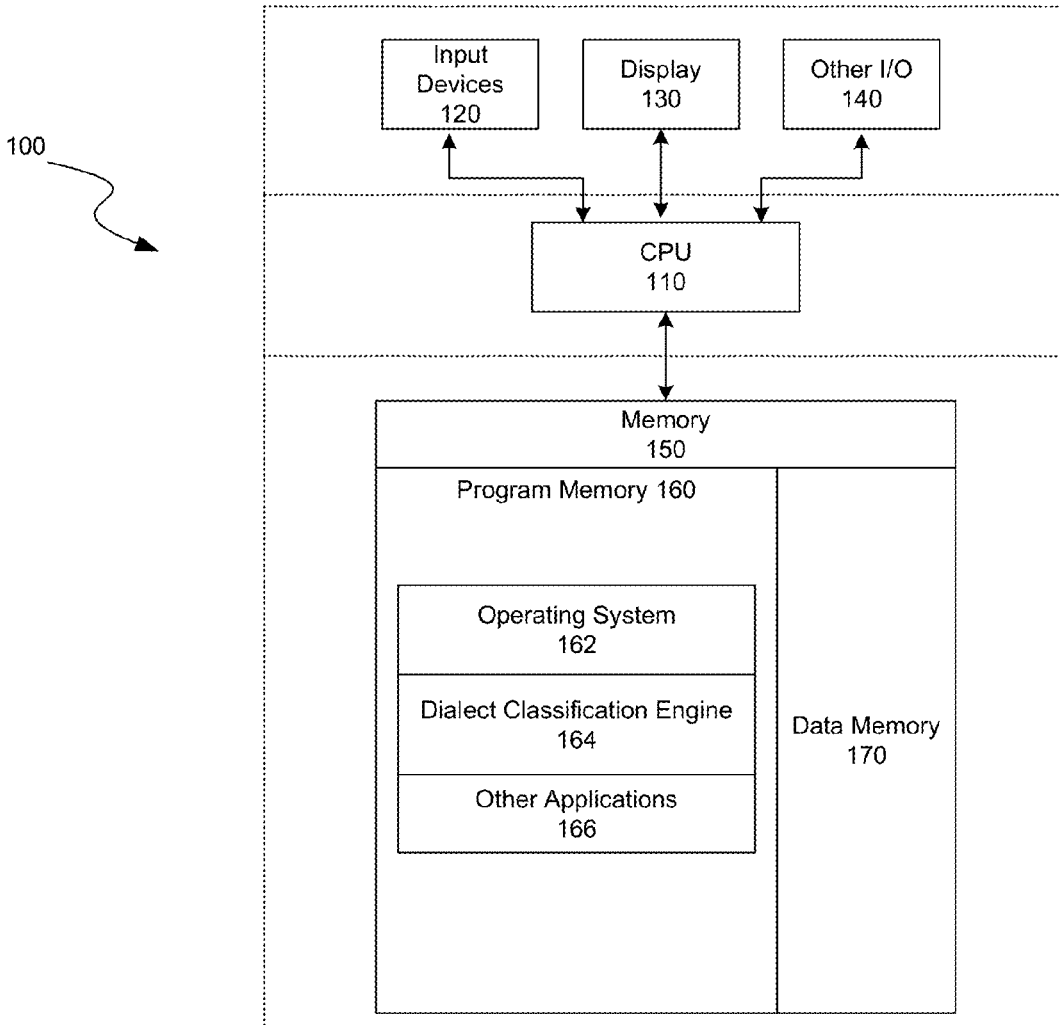 100
Input
Devices
120
Display
130
Other I/O
140
CPU
110
Memory
150
Program Memory 160
Operating System
162
Dialect Classification Engine
164
Other Applications
166
Data Memory
170